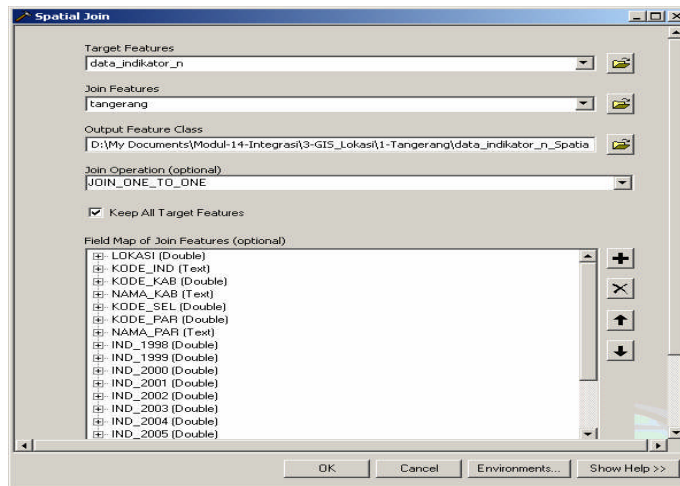 Spatial Join
Target Features
data_indikator_n
Join Features
tangerang
Output Feature Class
D:\My Documents\Modul-14-Integrasi\3-GIS_Lokasi\1-Tangerang\data_indikator_n_Spatia
Join Operation (optional)
JOIN_ONE_TO_ONE
Keep All Target Features
Field Map of Join Features (optional)
LOKASI (Double)
KODE_IND (Text)
KODE_KAB (Double)
NAMA_KAB (Text)
KODE_SEL (Double)
KODE_PAR (Double)
NAMA_PAR (Text)
IND_1998 (Double)
IND_1999 (Double)
IND_2000 (Double)
IND_2001 (Double)
IND_2002 (Double)
IND_2003 (Double)
IND_2004 (Double)
IND_2005 (Double)
OK Cancel Environments... Show Help >>